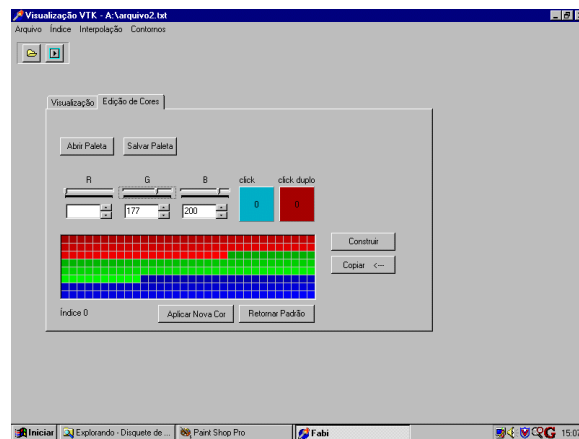 Visualização VTK - A:\arquivo2.txt
Arquivo Índice Interpolação Contornos
Visualização Edição de Cores
Abrir Paleta Salvar Paleta
R G B click click duplo
177 200 0 0
Construir
Copiar <---
Índice 0 Aplicar Nova Cor Retornar Padrão
Iniciar Explorando - Disquete de ... Paint Shop Pro Fabi